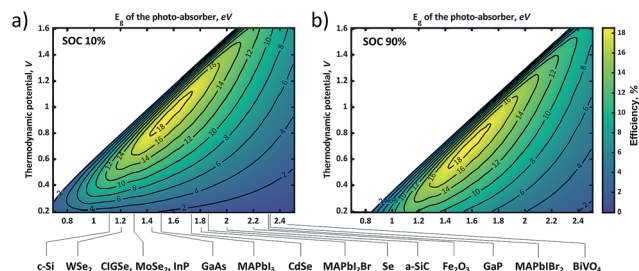 a)
E_g of the photo-absorber, eV
SOC 10%
Thermodynamic potential, V
1.6
1.4
1.2
1
0.8
0.6
0.4
0.2
0.8 1 1.2 1.4 1.6 1.8 2 2.2 2.4
2 4 6 8 10 12 14 16 18
b)
E_g of the photo-absorber, eV
SOC 90%
Thermodynamic potential, V
1.6
1.4
1.2
1
0.8
0.6
0.4
0.2
0.8 1 1.2 1.4 1.6 1.8 2 2.2 2.4
2 4 6 8 10 12 14 16 18
18
16
14
12
10
8
6
4
2
0
Efficiency, %
c-Si WSe₂ CIGSe, MoSe₂, InP GaAs MAPbI₃ CdSe MAPbI₂Br Se a-SiC Fe₂O₃ GaP MAPbIBr₂ BiVO₄